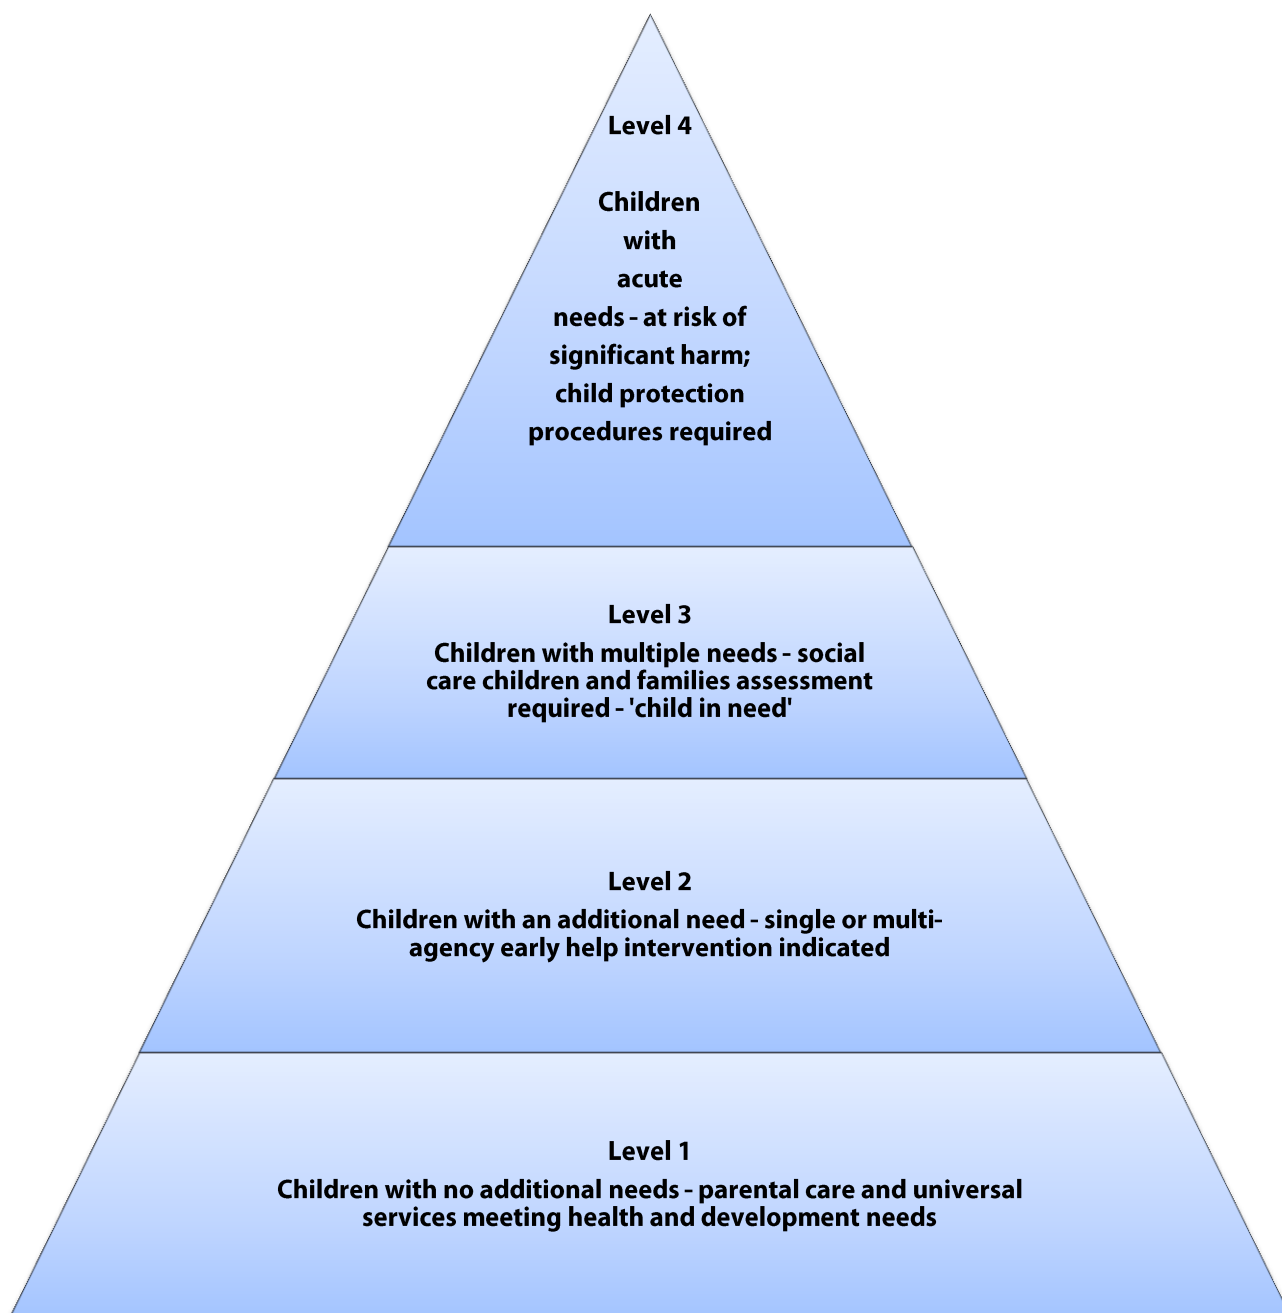 Level 4
Children
with
acute
needs - at risk of
significant harm;
child protection
procedures required
Level 3
Children with multiple needs - social
care children and families assessment
required - 'child in need'
Level 2
Children with an additional need - single or multi-
agency early help intervention indicated
Level 1
Children with no additional needs - parental care and universal
services meeting health and development needs